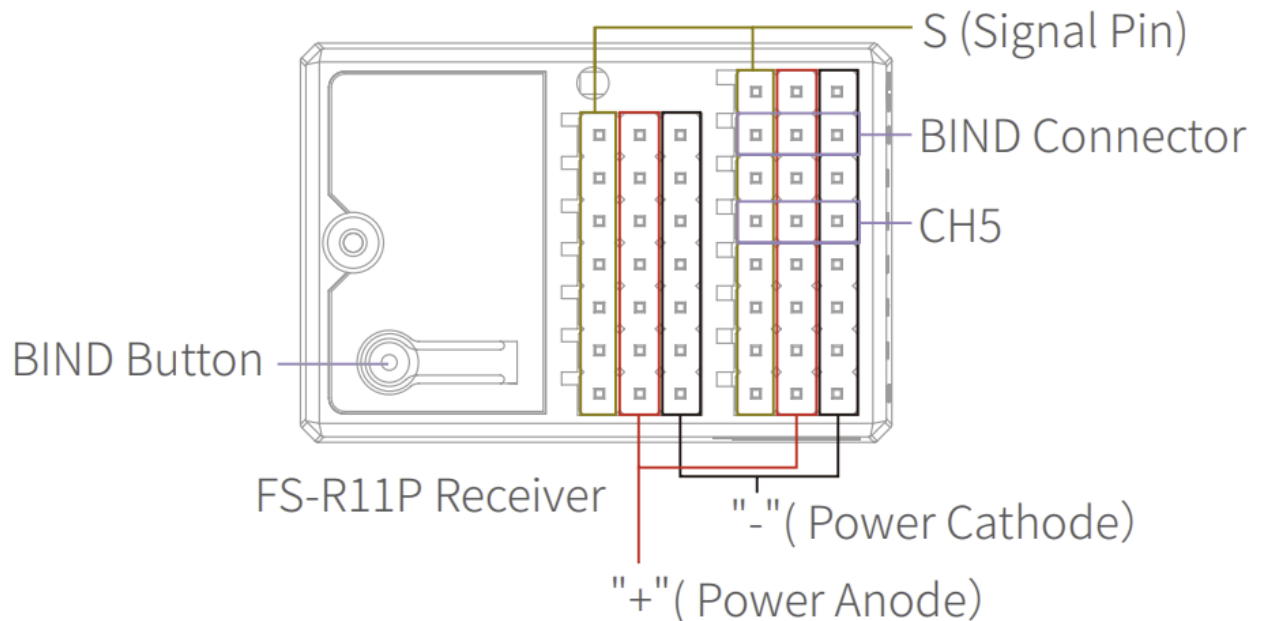 S (Signal Pin)
BIND Connector
CH5
BIND Button
FS-R11P Receiver
"-"( Power Cathode）
"+"( Power Anode）